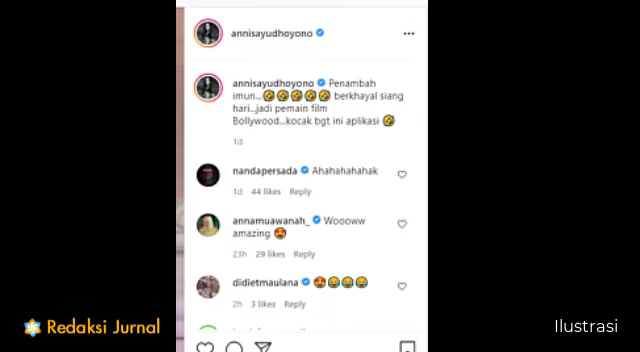 annisayudhoyono
annisayudhoyono Penambah
imun...🤣🤣🤣🤣🤣 berkhayal siang
hari..jadi pemain film
Bollywood...kocak bgt ini aplikasi 🤣
1d
nandapersada Ahahahahahak
1d 44 likes Reply
annamuawanah_ Woooww
amazing 😍
23h 29 likes Reply
didietmaulana 😍😂😂😂
2h 3 likes Reply
Redaksi Jurnal
Ilustrasi